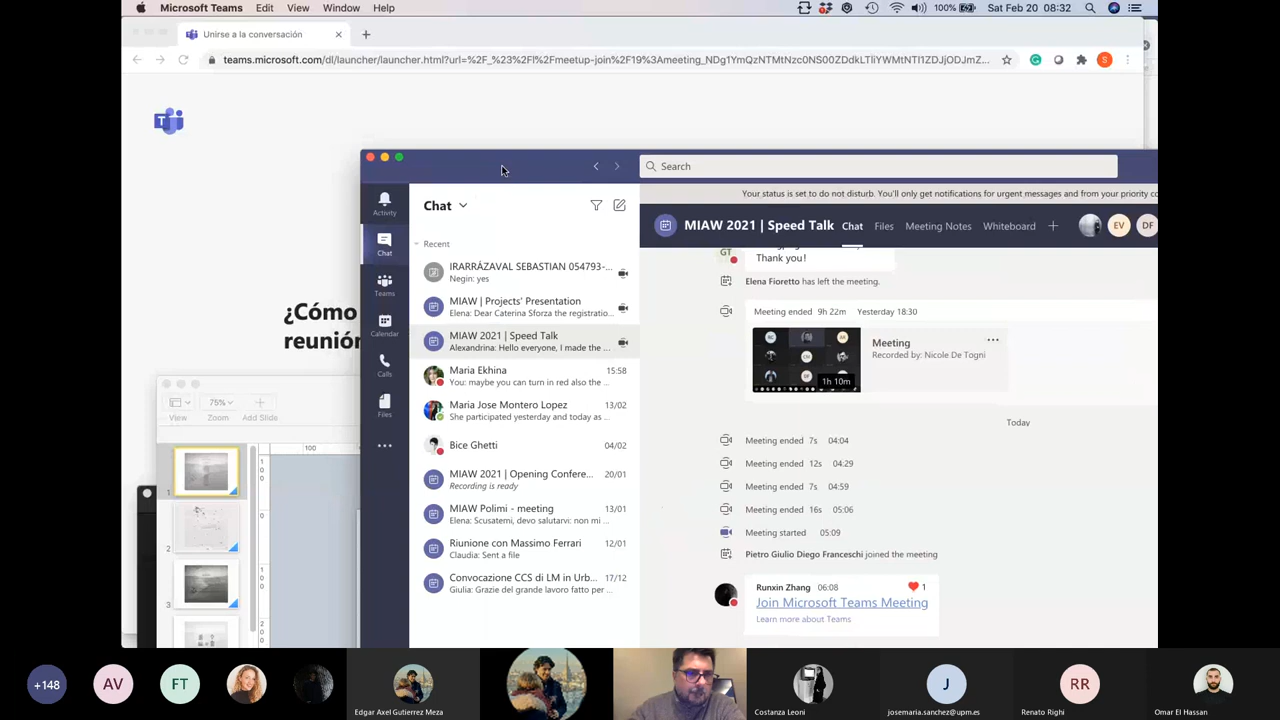 Microsoft Teams Edit View Window Help
100% Sat Feb 20 08:32
Unirse a la conversación
teams.microsoft.com/dl/launcher/launcher.html?url=%2F_%23%2Fl%2Fmeetup-join%2F19%3Ameeting_NDg1YmQzNTMtNzc0NS00ZDdkLTliYWMtNTI1ZDJjODJmZ...
S
T
Search
Activity
Chat
Teams
Calendar
Calls
Files
¿Cómo
reunión
75%
View Zoom Add Slide
100
1
2
3
Chat
Recent
IRARRÁZAVAL SEBASTIAN 054793-...
Negin: yes
MIAW | Projects' Presentation
Elena: Dear Caterina Sforza the registratio...
MIAW 2021 | Speed Talk
Alexandrina: Hello everyone, I made the ...
Maria Ekhina 15:58
You: maybe you can turn in red also the ...
Maria Jose Montero Lopez 13/02
She participated yesterday and today as ...
Bice Ghetti 04/02
MIAW 2021 | Opening Confere... 20/01
Recording is ready
MIAW Polimi - meeting 13/01
Elena: Scusatemi, devo salutarvi: non mi ...
Riunione con Massimo Ferrari 12/01
Claudia: Sent a file
Convocazione CCS di LM in Urb... 17/12
Giulia: Grazie del grande lavoro fatto per ...
Your status is set to do not disturb. You'll only get notifications for urgent messages and from your priority co
MIAW 2021 | Speed Talk Chat Files Meeting Notes Whiteboard
EV DF
GT
Thank you!
Elena Fioretto has left the meeting.
Meeting ended 9h 22m Yesterday 18:30
Meeting
Recorded by: Nicole De Togni
1h 10m
Today
Meeting ended 7s 04:04
Meeting ended 12s 04:29
Meeting ended 7s 04:59
Meeting ended 16s 05:06
Meeting started 05:09
Pietro Giulio Diego Franceschi joined the meeting
Runxin Zhang 06:08 1
Join Microsoft Teams Meeting
Learn more about Teams
+148 AV FT
Edgar Axel Gutierrez Meza
Costanza Leoni
J
josemaria.sanchez@upm.es
RR
Renato Righi
Omar El Hassan